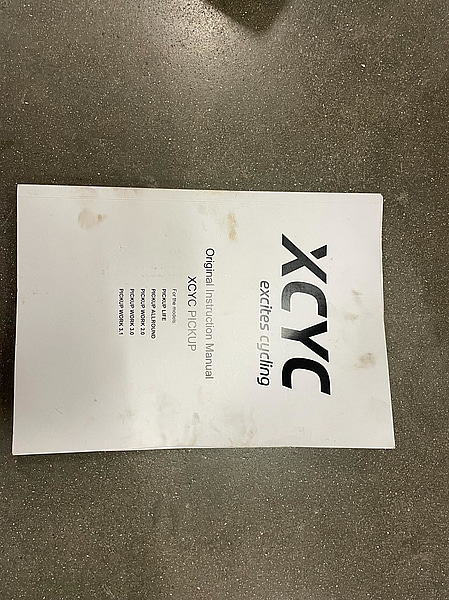 XCYC
excites cycling
Original Instruction Manual
XCYC PICKUP
For the models
PICKUP LIFE
PICKUP ALLROUND
PICKUP WORK 2.0
PICKUP WORK 3.0
PICKUP WORK 3.1